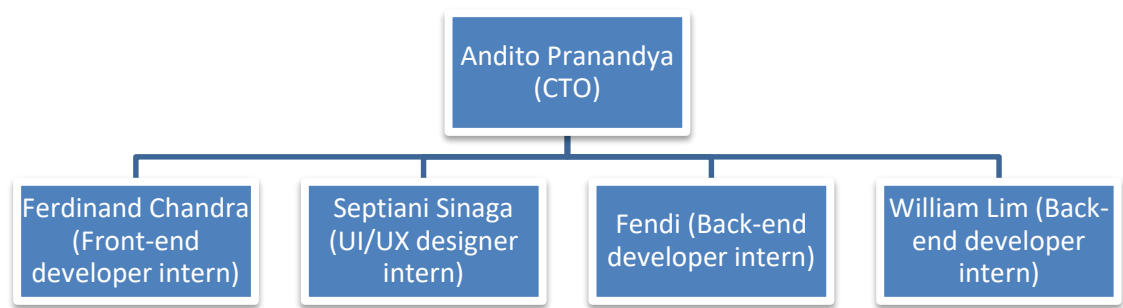 Andito Pranandya
(CTO)
Ferdinand Chandra
(Front-end
developer intern)
Septiani Sinaga
(UI/UX designer
intern)
Fendi (Back-end
developer intern)
William Lim (Back-
end developer
intern)